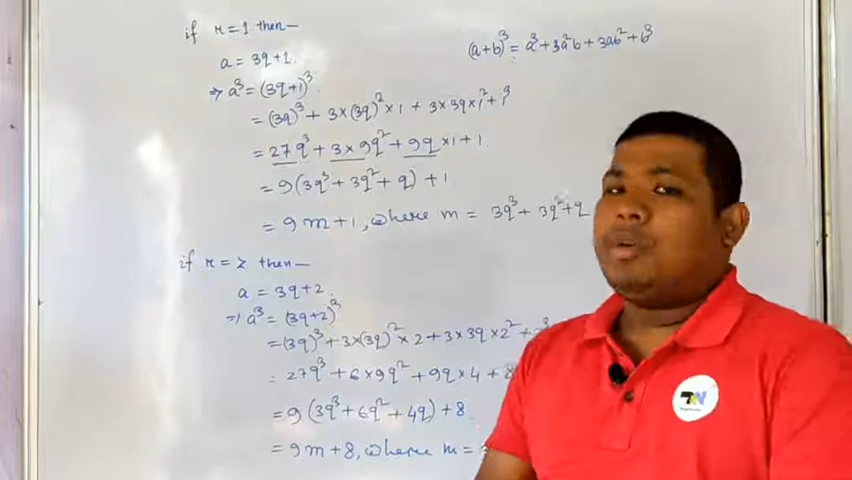 if r=1 then—
a = 3q+1.
⇒ a³ = (3q+1)³
= (3q)³ + 3×(3q)²×1 + 3×3q×1² + 1³
= 27q³ + 3×9q² + 9q×1 + 1.
= 9(3q³ + 3q² + q) + 1
= 9m+1, where m = 3q³ + 3q² + q
(a+b)³ = a³ + 3a²b + 3ab² + b³
if r=2 then—
a = 3q+2.
⇒ a³ = (3q+2)³
= (3q)³ + 3×(3q)²×2 + 3×3q×2² + 2³
= 27q³ + 6×9q² + 9q×4 + 8
= 9(3q³ + 6q² + 4q) + 8.
= 9m+8, where m =